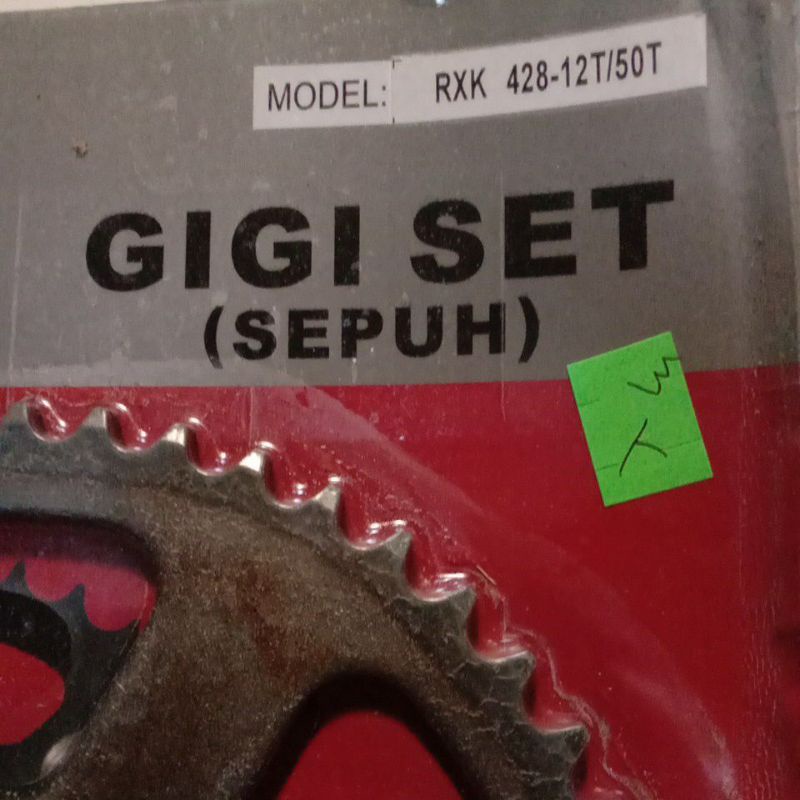 MODEL: RXK 428-12T/50T
GIGI SET
(SEPUH)